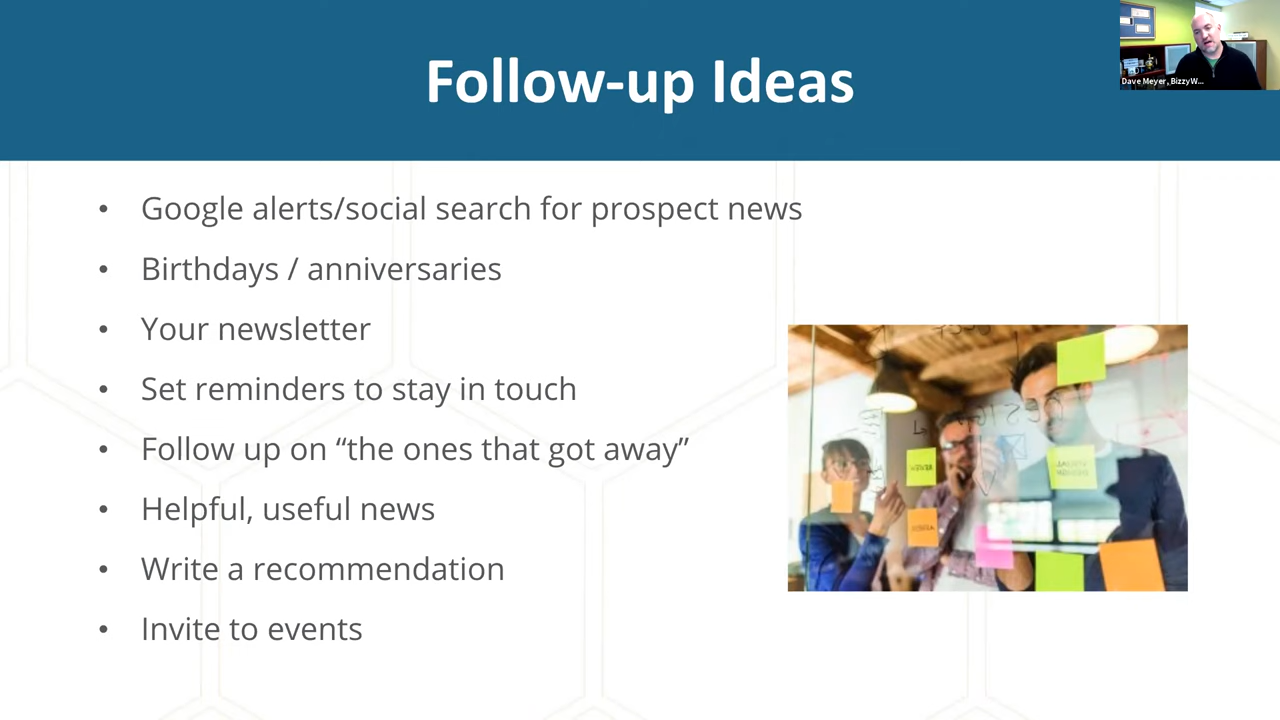 Follow-up Ideas
Dave Meyer, BizzyW...
• Google alerts/social search for prospect news
• Birthdays / anniversaries
• Your newsletter
• Set reminders to stay in touch
• Follow up on “the ones that got away”
• Helpful, useful news
• Write a recommendation
• Invite to events